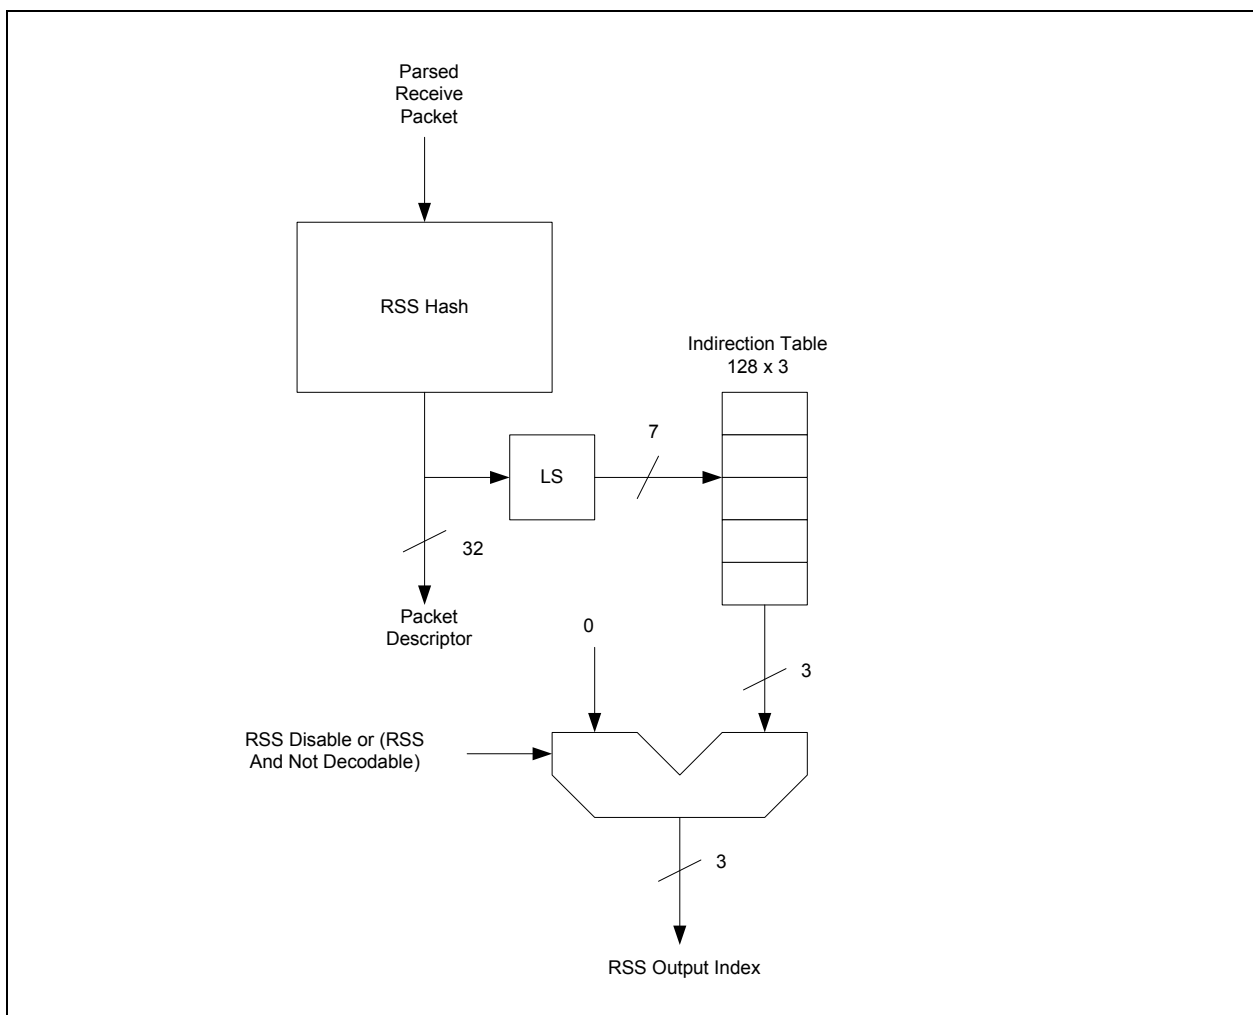 Parsed
Receive
Packet
RSS Hash
Indirection Table
128 x 3
7
LS
32
Packet
Descriptor
0
3
RSS Disable or (RSS
And Not Decodable)
3
RSS Output Index